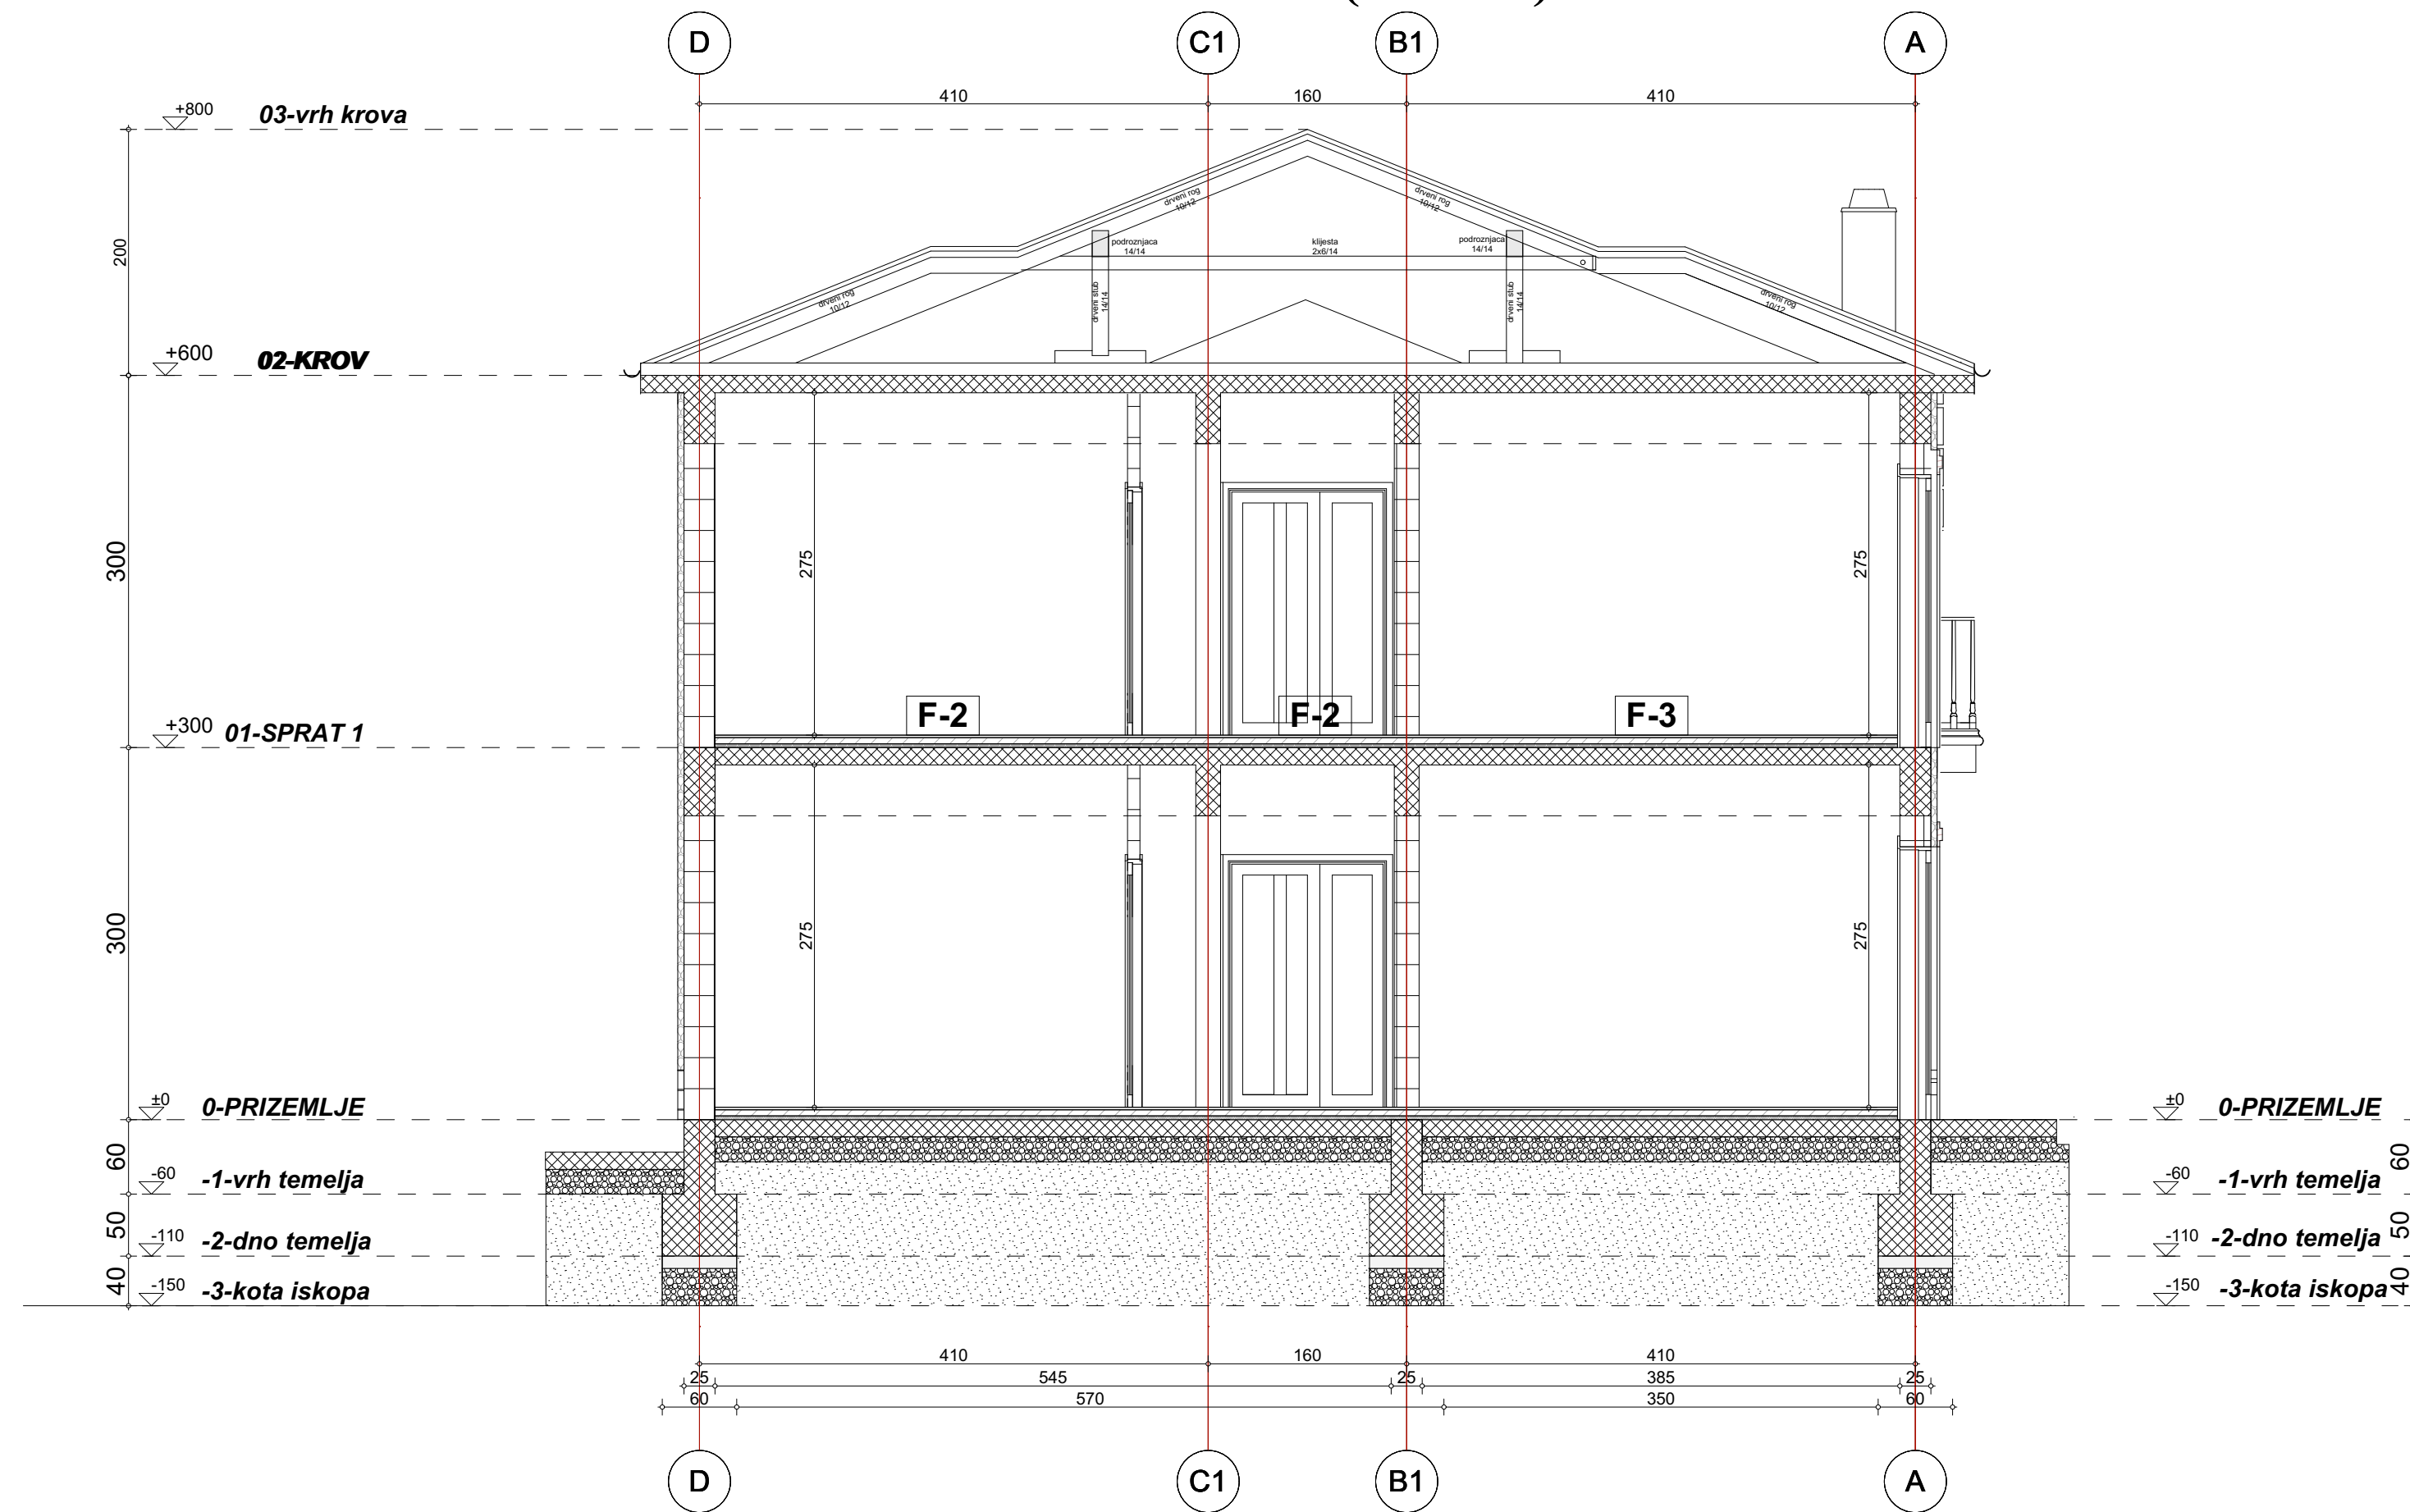 D C1 B1 A
410 160 410
+800 03-vrh krova
drveni rog
10/12
drveni rog
10/12
podroznjaca
14/14
klijesta
2x6/14
podroznjaca
14/14
200
drveni rog
10/12
drveni stub
14/14
drveni stub
14/14
drveni rog
10/12
+600 02-KROV
300
275
275
F-2 F-2 F-3
+300 01-SPRAT 1
300
275
275
±0 0-PRIZEMLJE
±0 0-PRIZEMLJE
60
60
-60 -1-vrh temelja
-60 -1-vrh temelja
50
50
-110 -2-dno temelja
-110 -2-dno temelja
40
40
-150 -3-kota iskopa
-150 -3-kota iskopa
410 160 410
25 545 25 385 25
60 570 350 60
D C1 B1 A